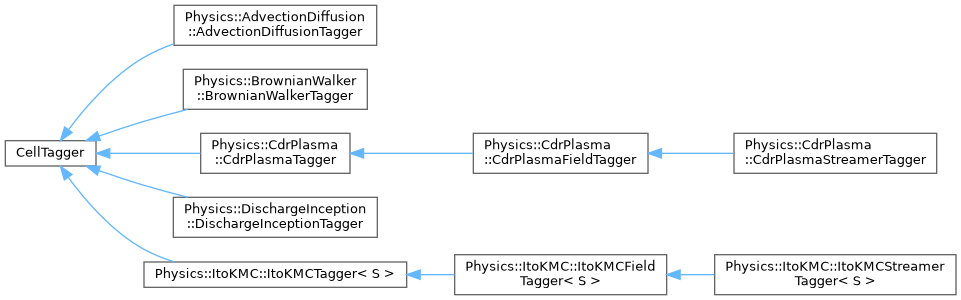 Physics::AdvectionDiffusion
::AdvectionDiffusionTagger
Physics::BrownianWalker
::BrownianWalkerTagger
CellTagger
Physics::CdrPlasma
::CdrPlasmaTagger
Physics::CdrPlasma
::CdrPlasmaFieldTagger
Physics::CdrPlasma
::CdrPlasmaStreamerTagger
Physics::DischargeInception
::DischargeInceptionTagger
Physics::ItoKMC::ItoKMCTagger< S >
Physics::ItoKMC::ItoKMCField
Tagger< S >
Physics::ItoKMC::ItoKMCStreamer
Tagger< S >